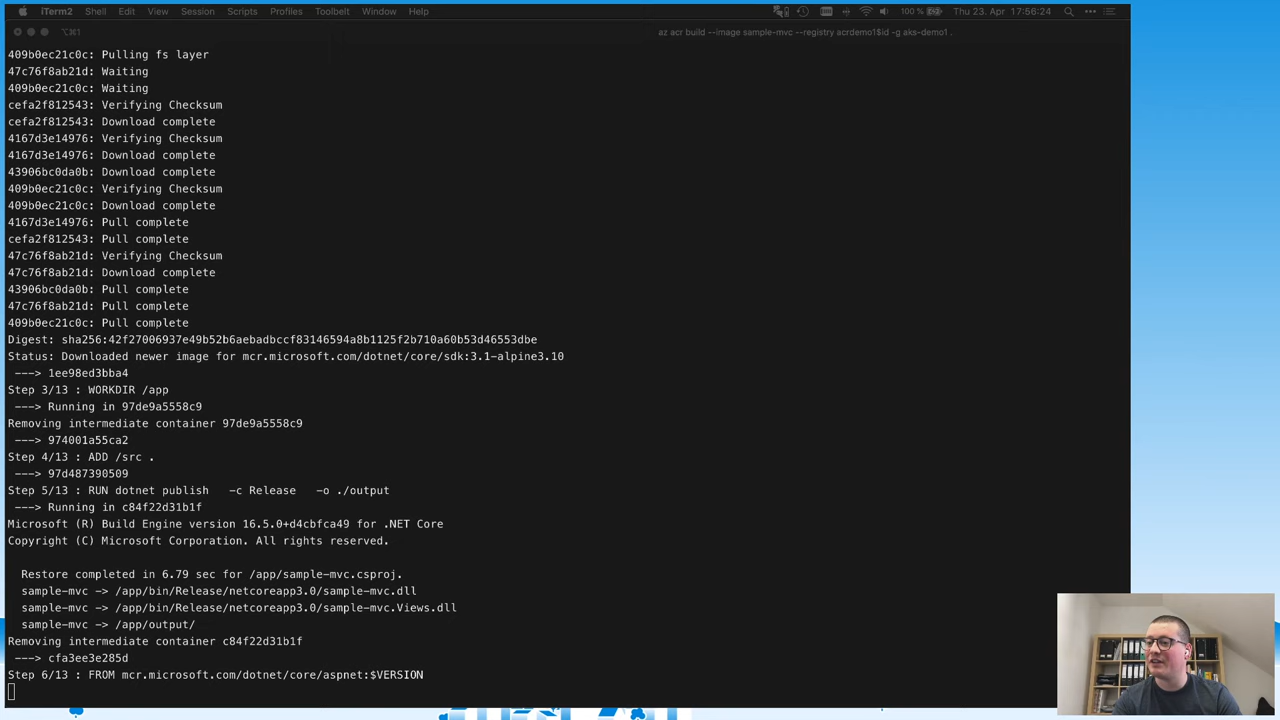 iTerm2 Shell Edit View Session Scripts Profiles Toolbelt Window Help 100 % Thu 23. Apr 17:56:24
⌥⌘1 az acr build --image sample-mvc --registry acrdemo1$id -g aks-demo1 .
409b0ec21c0c: Pulling fs layer
47c76f8ab21d: Waiting
409b0ec21c0c: Waiting
cefa2f812543: Verifying Checksum
cefa2f812543: Download complete
4167d3e14976: Verifying Checksum
4167d3e14976: Download complete
43906bc0da0b: Download complete
409b0ec21c0c: Verifying Checksum
409b0ec21c0c: Download complete
4167d3e14976: Pull complete
cefa2f812543: Pull complete
47c76f8ab21d: Verifying Checksum
47c76f8ab21d: Download complete
43906bc0da0b: Pull complete
47c76f8ab21d: Pull complete
409b0ec21c0c: Pull complete
Digest: sha256:42f27006937e49b52b6aebadbccf83146594a8b1125f2b710a60b53d46553dbe
Status: Downloaded newer image for mcr.microsoft.com/dotnet/core/sdk:3.1-alpine3.10
---> 1ee98ed3bba4
Step 3/13 : WORKDIR /app
---> Running in 97de9a5558c9
Removing intermediate container 97de9a5558c9
---> 974001a55ca2
Step 4/13 : ADD /src .
---> 97d487390509
Step 5/13 : RUN dotnet publish -c Release -o ./output
---> Running in c84f22d31b1f
Microsoft (R) Build Engine version 16.5.0+d4cbfca49 for .NET Core
Copyright (C) Microsoft Corporation. All rights reserved.
Restore completed in 6.79 sec for /app/sample-mvc.csproj.
sample-mvc -> /app/bin/Release/netcoreapp3.0/sample-mvc.dll
sample-mvc -> /app/bin/Release/netcoreapp3.0/sample-mvc.Views.dll
sample-mvc -> /app/output/
Removing intermediate container c84f22d31b1f
---> cfa3ee3e285d
Step 6/13 : FROM mcr.microsoft.com/dotnet/core/aspnet:$VERSION